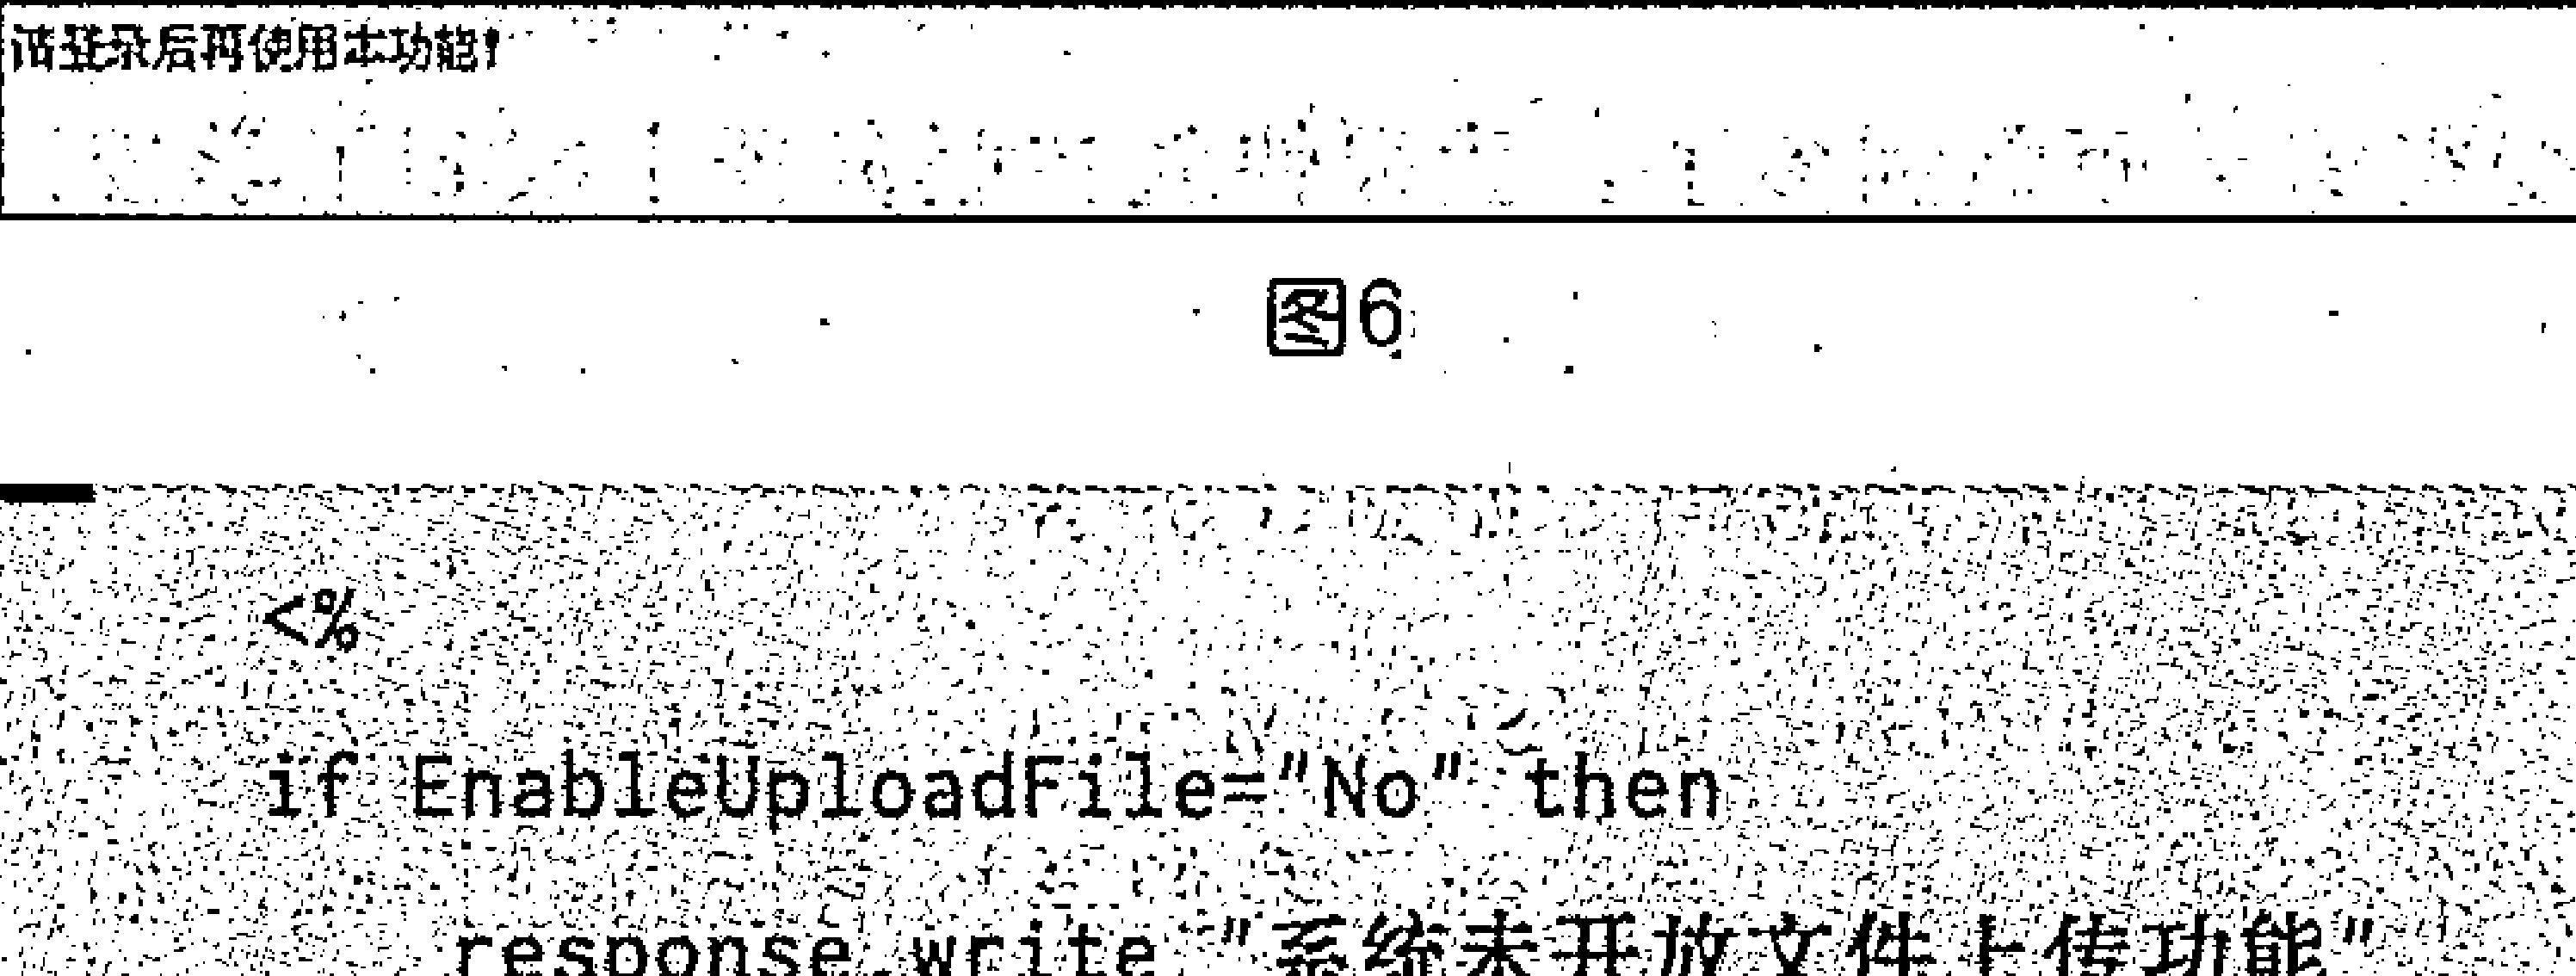 请登录后再使用本功能!
图6
<%
if EnableUploadFile="No" then
response.write "系统未开放文件上传功能"